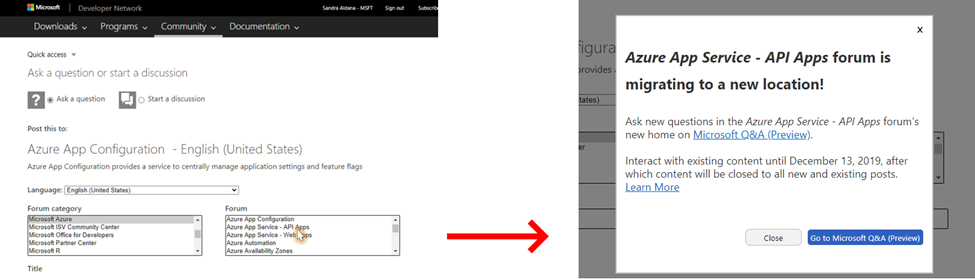 Microsoft | Developer Network
Sandra Aldana - MSFT Sign out Subscribe
Downloads Programs Community Documentation
Quick access
Ask a question or start a discussion
? Ask a question Start a discussion
Post this to:
Azure App Configuration - English (United States)
Azure App Configuration provides a service to centrally manage application settings and feature flags
Language: English (United States)
Forum category
Microsoft Azure
Microsoft ISV Community Center
Microsoft Office for Developers
Microsoft Partner Center
Microsoft R
Forum
Azure App Configuration
Azure App Service - API Apps
Azure App Service - Web Apps
Azure Automation
Azure Availability Zones
Title
x
Azure App Service - API Apps forum is
migrating to a new location!
Ask new questions in the Azure App Service - API Apps forum's
new home on Microsoft Q&A (Preview).
Interact with existing content until December 13, 2019, after
which content will be closed to all new and existing posts.
Learn More
Close Go to Microsoft Q&A (Preview)